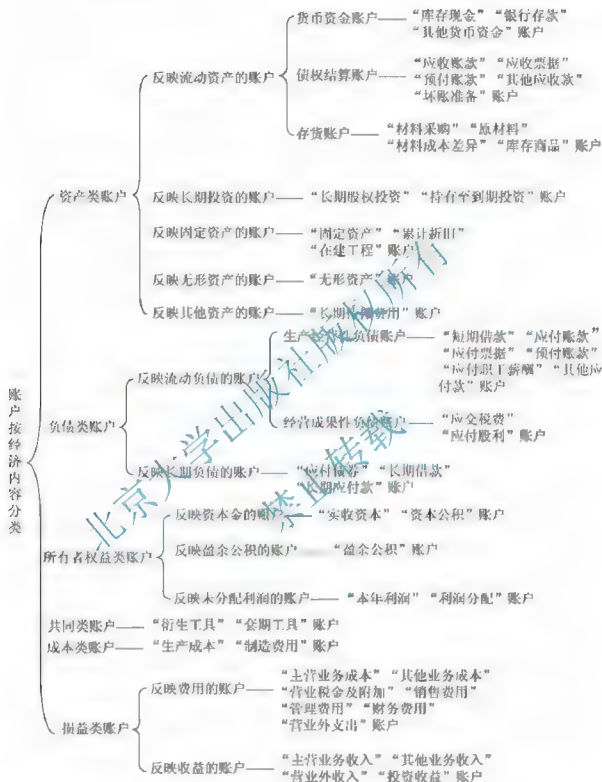 账户按经济内容分类
资产类账户
反映流动资产的账户
货币资金账户
“库存现金” “银行存款”
“其他货币资金” 账户
债权结算账户
“应收账款” “应收票据”
“预付账款” “其他应收款”
“坏账准备” 账户
存货账户
“材料采购” “原材料”
“材料成本差异” “库存商品” 账户
反映长期投资的账户
“长期股权投资” “持有至到期投资” 账户
反映固定资产的账户
“固定资产” “累计折旧”
“在建工程” 账户
反映无形资产的账户
“无形资产” 账户
反映其他资产的账户
“长期待摊费用” 账户
负债类账户
反映流动负债的账户
生产经营性负债账户
“短期借款” “应付账款”
“应付票据” “预付账款”
“应付职工薪酬” “其他应
付款” 账户
经营成果性负债账户
“应交税费”
“应付股利” 账户
反映长期负债的账户
“应付债券” “长期借款”
“长期应付款” 账户
所有者权益类账户
反映资本金的账户
“实收资本” “资本公积” 账户
反映盈余公积的账户
“盈余公积” 账户
反映未分配利润的账户
“本年利润” “利润分配” 账户
共同类账户
“衍生工具” “套期工具” 账户
成本类账户
“生产成本” “制造费用” 账户
损益类账户
反映费用的账户
“主营业务成本” “其他业务成本”
“营业税金及附加” “销售费用”
“管理费用” “财务费用”
“营业外支出” 账户
反映收益的账户
“主营业务收入” “其他业务收入”
“营业外收入” “投资收益” 账户
北京大学出版社版权所有
禁止转载